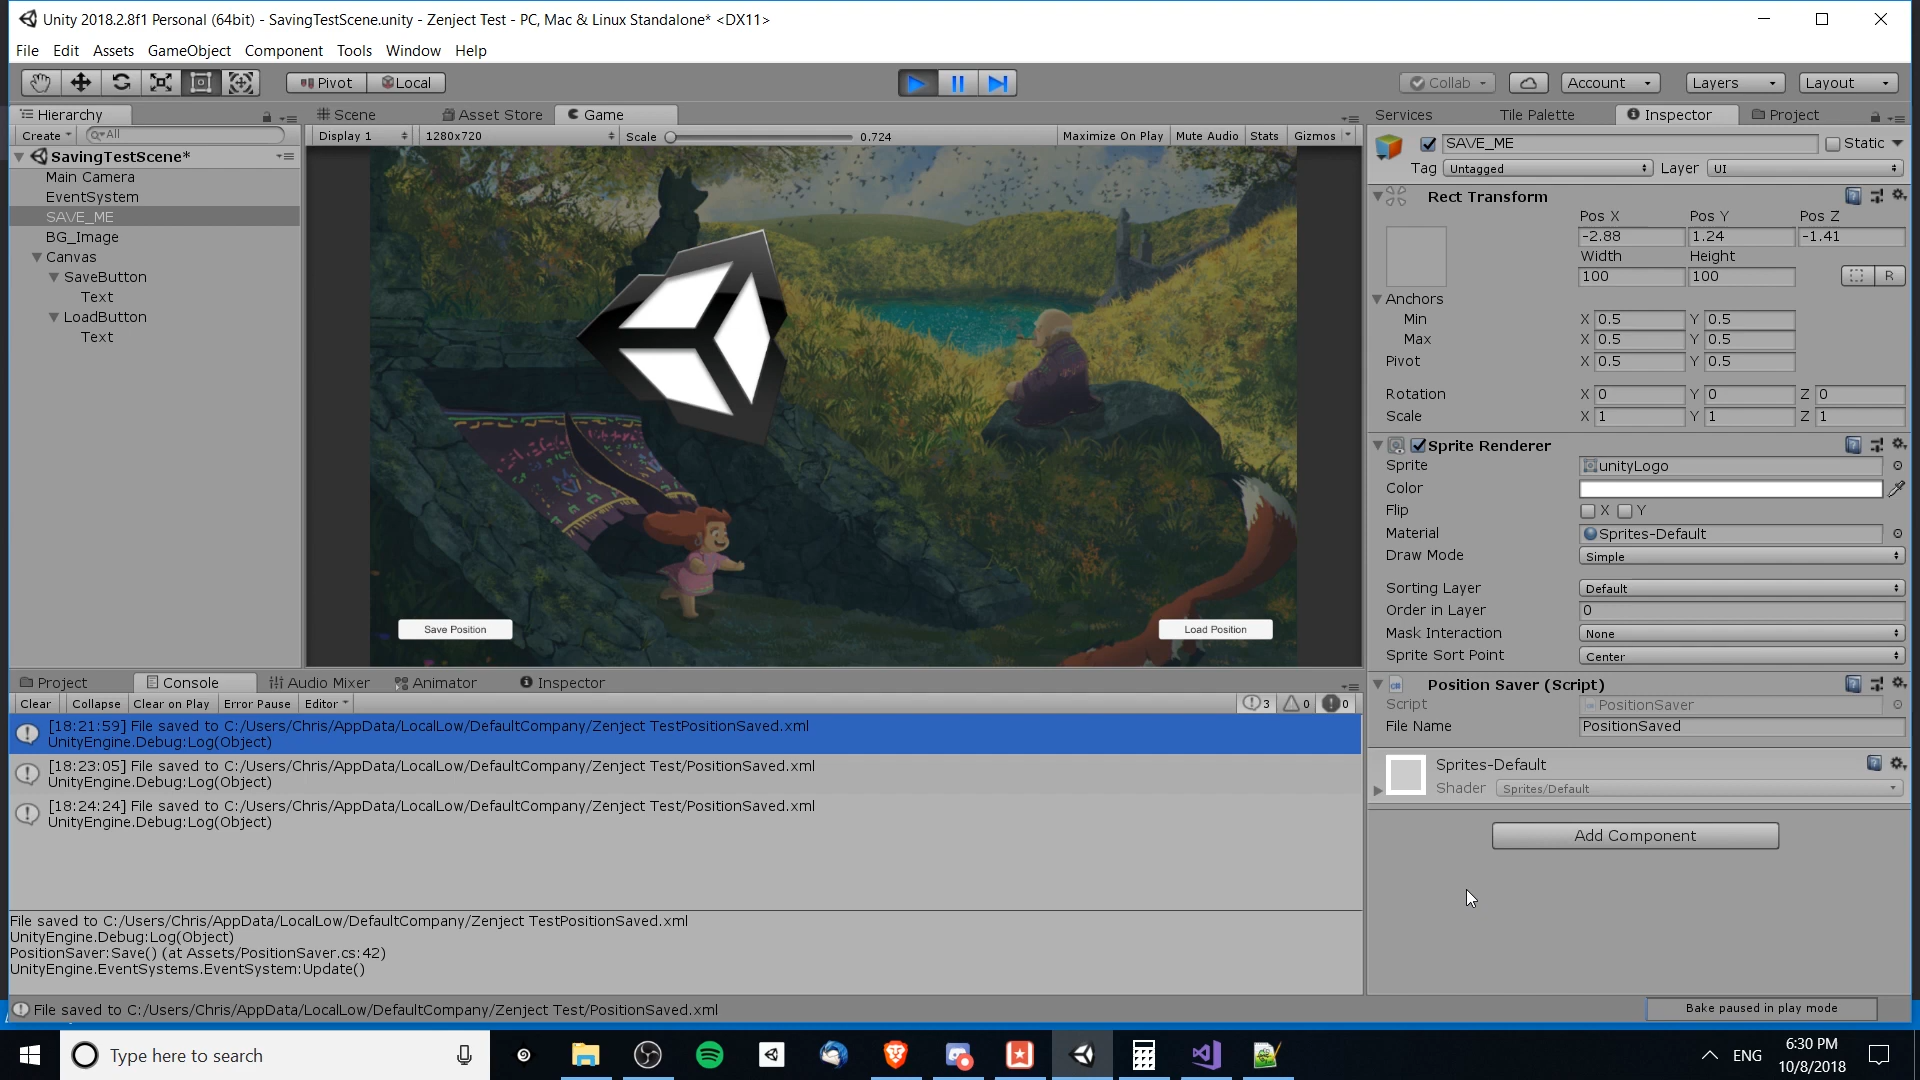 Unity 2018.2.8f1 Personal (64bit) - SavingTestScene.unity - Zenject Test - PC, Mac & Linux Standalone* <DX11>
File Edit Assets GameObject Component Tools Window Help
Pivot Local Collab Account Layers Layout
Hierarchy
Create All
SavingTestScene*
Main Camera
EventSystem
SAVE_ME
BG_Image
Canvas
SaveButton
Text
LoadButton
Text
Scene Asset Store Game
Display 1 1280x720 Scale 0.724 Maximize On Play Mute Audio Stats Gizmos
Save Position Load Position
Project Console Audio Mixer Animator Inspector
Clear Collapse Clear on Play Error Pause Editor 3 0 0
[18:21:59] File saved to C:/Users/Chris/AppData/LocalLow/DefaultCompany/Zenject TestPositionSaved.xml
UnityEngine.Debug:Log(Object)
[18:23:05] File saved to C:/Users/Chris/AppData/LocalLow/DefaultCompany/Zenject Test/PositionSaved.xml
UnityEngine.Debug:Log(Object)
[18:24:24] File saved to C:/Users/Chris/AppData/LocalLow/DefaultCompany/Zenject Test/PositionSaved.xml
UnityEngine.Debug:Log(Object)
File saved to C:/Users/Chris/AppData/LocalLow/DefaultCompany/Zenject TestPositionSaved.xml
UnityEngine.Debug:Log(Object)
PositionSaver:Save() (at Assets/PositionSaver.cs:42)
UnityEngine.EventSystems.EventSystem:Update()
File saved to C:/Users/Chris/AppData/LocalLow/DefaultCompany/Zenject Test/PositionSaved.xml
Services Tile Palette Inspector Project
SAVE_ME Static
Tag Untagged Layer UI
Rect Transform
Pos X Pos Y Pos Z
-2.88 1.24 -1.41
Width Height
100 100 R
Anchors
Min X 0.5 Y 0.5
Max X 0.5 Y 0.5
Pivot X 0.5 Y 0.5
Rotation X 0 Y 0 Z 0
Scale X 1 Y 1 Z 1
Sprite Renderer
Sprite unityLogo
Color
Flip X Y
Material Sprites-Default
Draw Mode Simple
Sorting Layer Default
Order in Layer 0
Mask Interaction None
Sprite Sort Point Center
Position Saver (Script)
Script PositionSaver
File Name PositionSaved
Sprites-Default
Shader Sprites/Default
Add Component
Bake paused in play mode
Type here to search
ENG
6:30 PM
10/8/2018